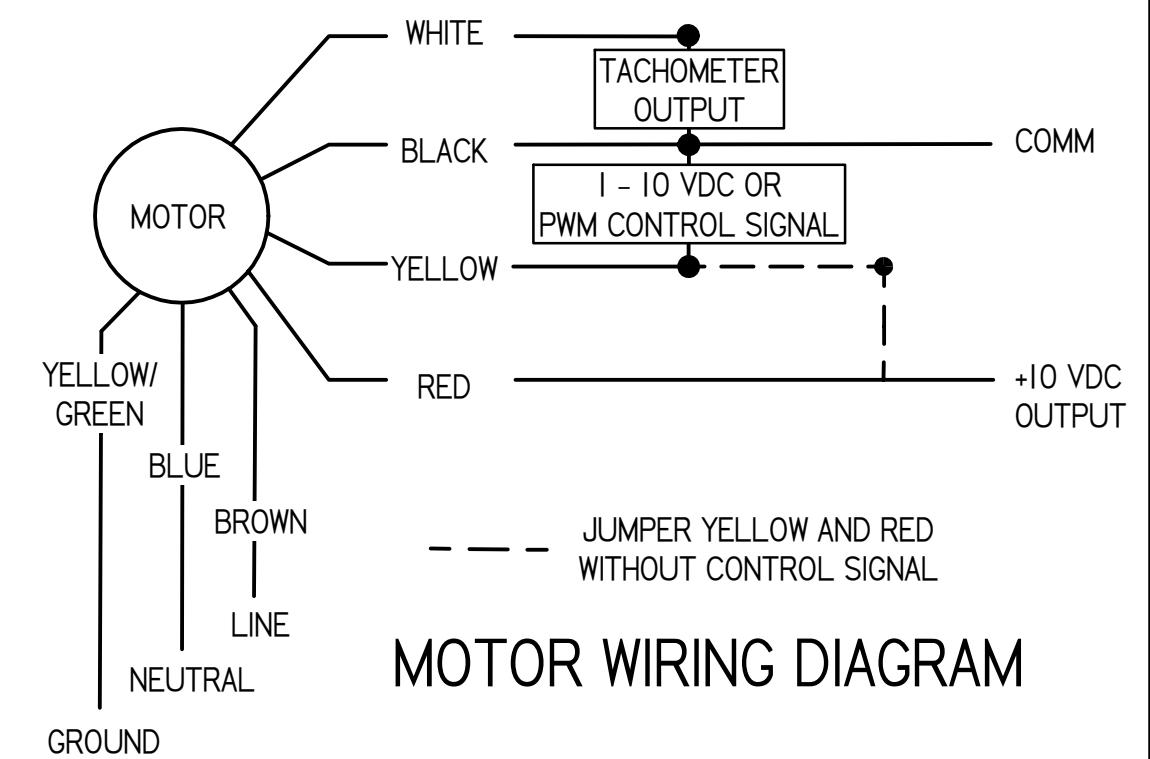 WHITE
TACHOMETER
OUTPUT
BLACK
COMM
1 - 10 VDC OR
PWM CONTROL SIGNAL
MOTOR
YELLOW
RED
+10 VDC
OUTPUT
YELLOW/
GREEN
BLUE
BROWN
LINE
NEUTRAL
GROUND
JUMPER YELLOW AND RED
WITHOUT CONTROL SIGNAL
MOTOR WIRING DIAGRAM